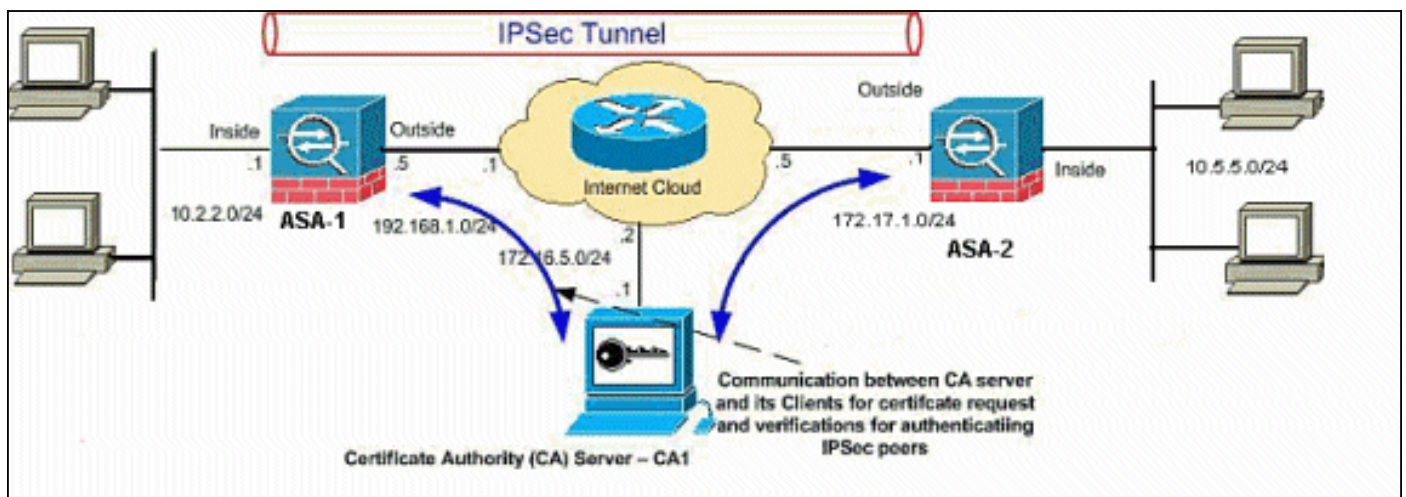 IPSec Tunnel
Outside
Inside
Outside
.1
.5
.1
Internet Cloud
.5
.1
Inside
10.5.5.0/24
10.2.2.0/24
ASA-1
192.168.1.0/24
172.17.1.0/24
ASA-2
.2
172.16.5.0/24
.1
Communication between CA server
and its Clients for certifcate request
and verifications for authenticatiing
IPSec peers
Certificate Authority (CA) Server – CA1